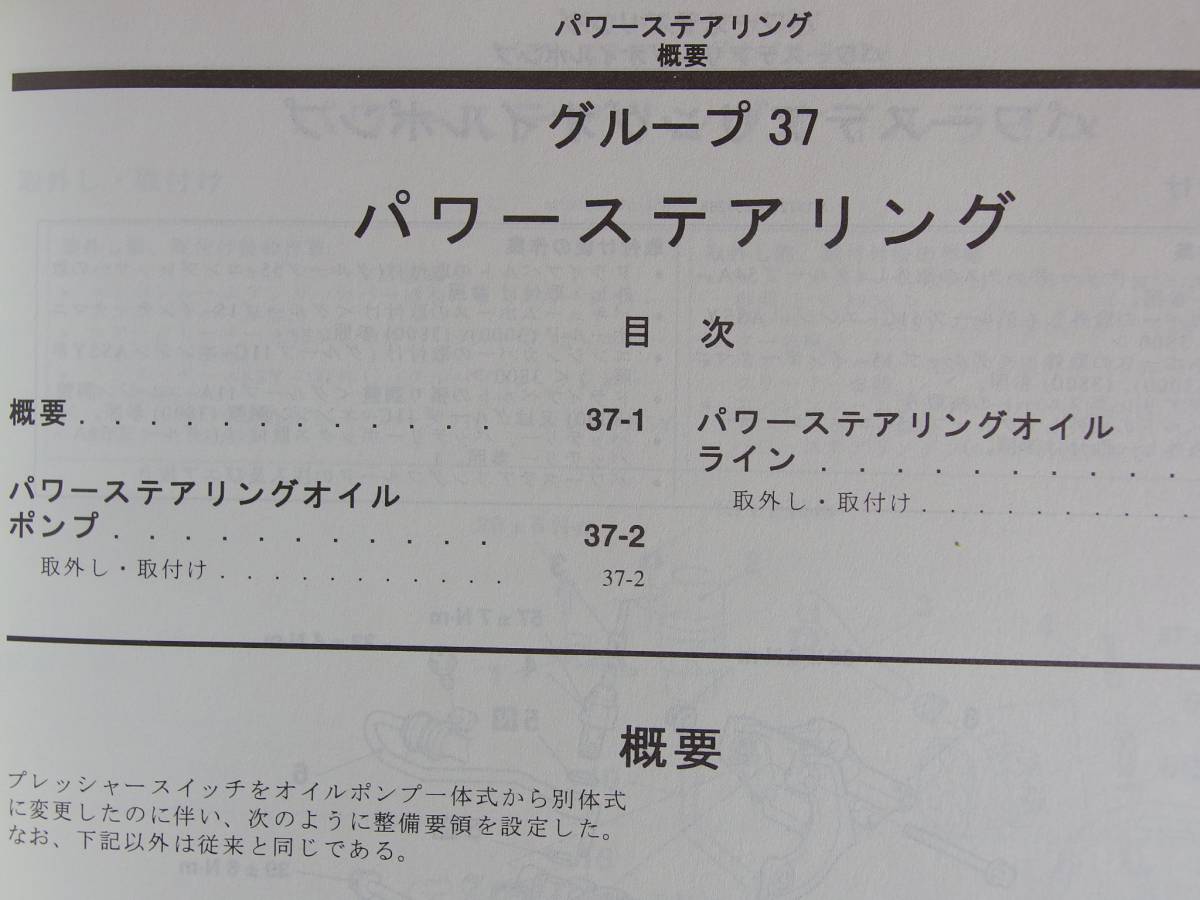 パワーステアリング
概要
グループ 37
パワーステアリング
目 次
概要 . . . . . . . . . . . . . . . 37-1
パワーステアリングオイル
ポンプ . . . . . . . . . . . 37-2
取外し・取付け . . . . . . . . . . . . 37-2
パワーステアリングオイル
ライン . . . . . . . . . .
取外し・取付け . . . . . . . . . .
概要
プレッシャースイッチをオイルポンプ一体式から別体式
に変更したのに伴い、次のように整備要領を設定した。
なお、下記以外は従来と同じである。